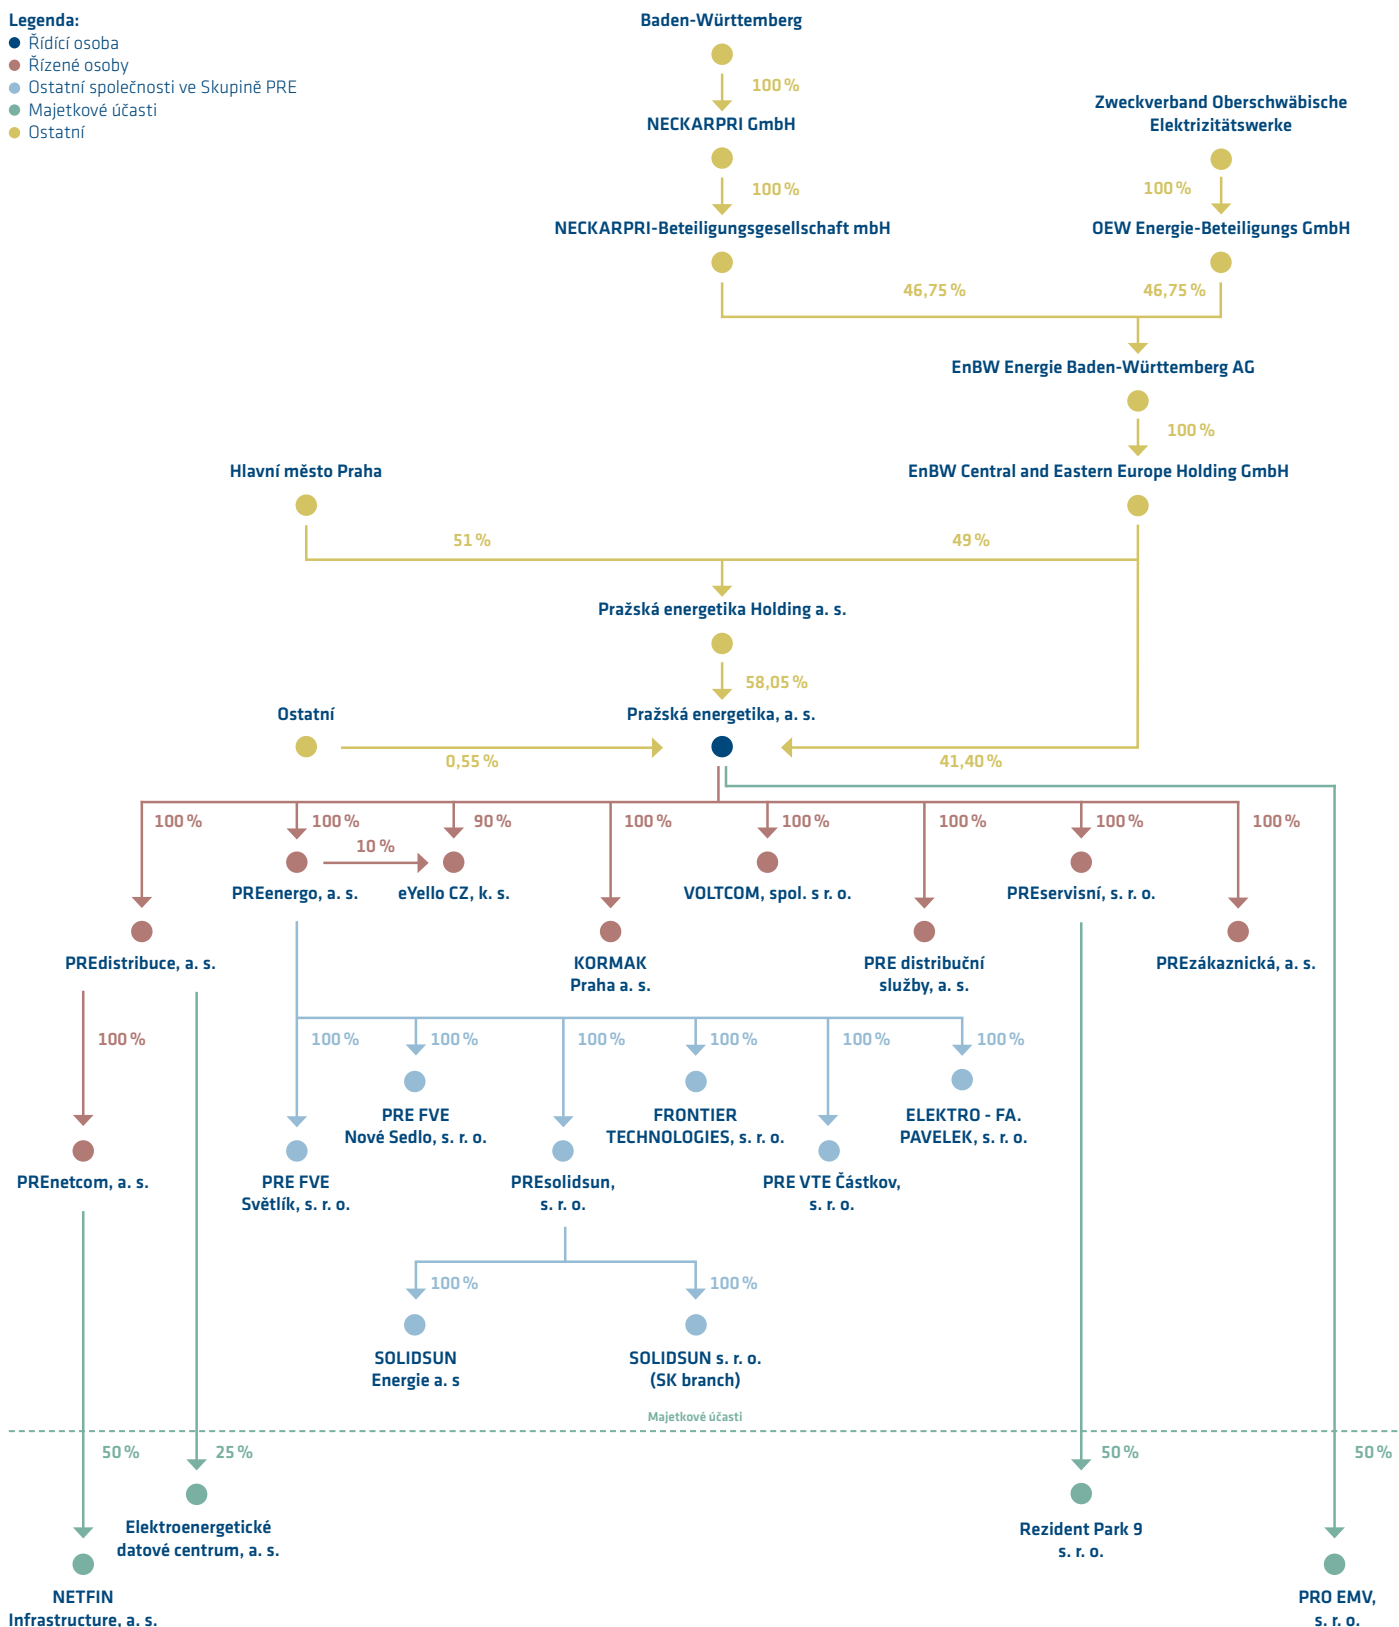 Legenda:
Řídící osoba
Řízené osoby
Ostatní společnosti ve Skupině PRE
Majetkové účasti
Ostatní
Baden-Württemberg
100 %
NECKARPRI GmbH
100 %
NECKARPRI-Beteiligungsgesellschaft mbH
Zweckverband Oberschwäbische
Elektrizitätswerke
100 %
OEW Energie-Beteiligungs GmbH
46,75 %
46,75 %
EnBW Energie Baden-Württemberg AG
100 %
Hlavní město Praha
EnBW Central and Eastern Europe Holding GmbH
51 %
49 %
Pražská energetika Holding a. s.
58,05 %
Ostatní
Pražská energetika, a. s.
0,55 %
41,40 %
100 %
100 %
90 %
100 %
100 %
100 %
100 %
100 %
10 %
PREenergo, a. s.
eYello CZ, k. s.
VOLTCOM, spol. s r. o.
PREservisní, s. r. o.
PREdistribuce, a. s.
KORMAK
Praha a. s.
PRE distribuční
služby, a. s.
PREzákaznická, a. s.
100 %
100 %
100 %
100 %
100 %
100 %
100 %
PRE FVE
Nové Sedlo, s. r. o.
FRONTIER
TECHNOLOGIES, s. r. o.
ELEKTRO - FA.
PAVELEK, s. r. o.
PREnetcom, a. s.
PRE FVE
Světlík, s. r. o.
PREsolidsun,
s. r. o.
PRE VTE Částkov,
s. r. o.
100 %
100 %
SOLIDSUN
Energie a. s
SOLIDSUN s. r. o.
(SK branch)
Majetkové účasti
50 %
25 %
50 %
50 %
Elektroenergetické
datové centrum, a. s.
Rezident Park 9
s. r. o.
NETFIN
Infrastructure, a. s.
PRO EMV,
s. r. o.